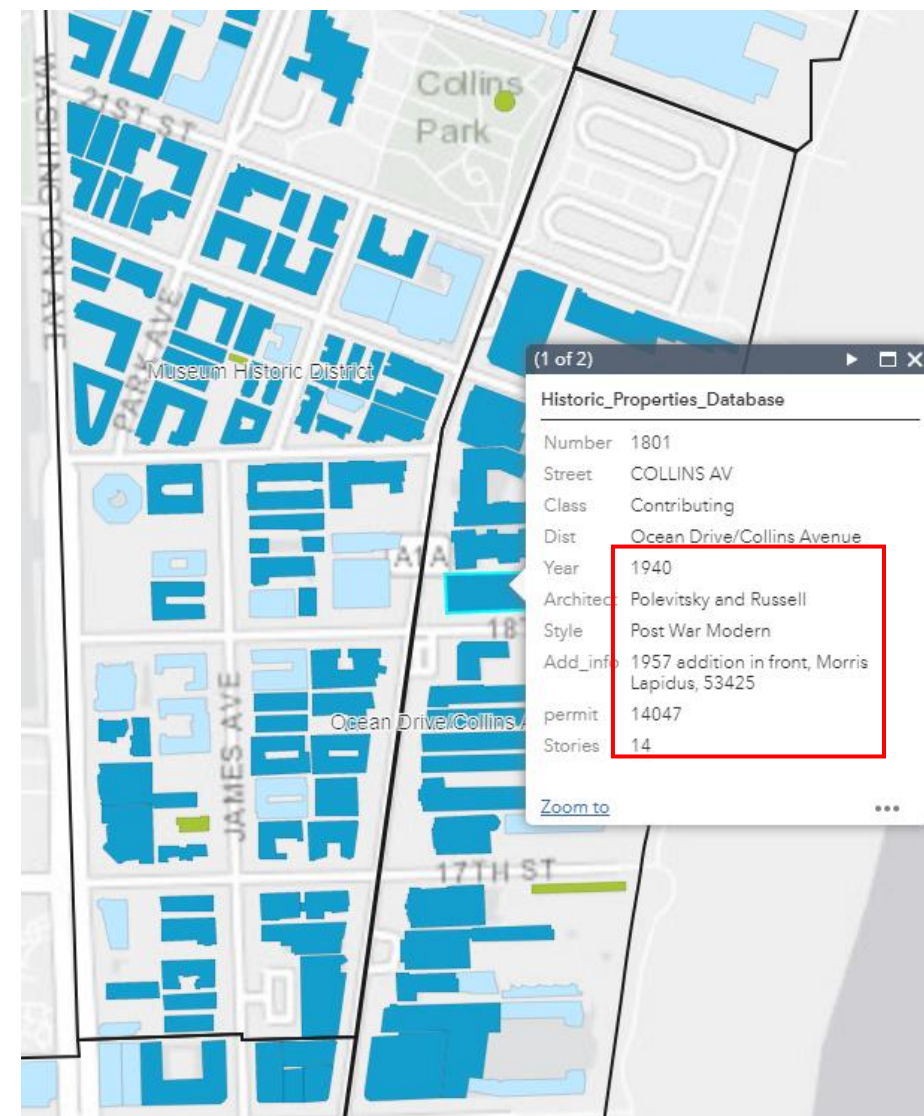 Collins
Park
21ST ST
WASHINGTON AVE
PARK AVE
Museum Historic District
(1 of 2)
Historic_Properties_Database
Number 1801
Street COLLINS AV
Class Contributing
Dist Ocean Drive/Collins Avenue
Year 1940
Architect Polevitsky and Russell
Style Post War Modern
Add_info 1957 addition in front, Morris
Lapidus, 53425
permit 14047
Stories 14
Zoom to
A1A
18T
JAMES AVE
Ocean Drive/Collins A
17TH ST